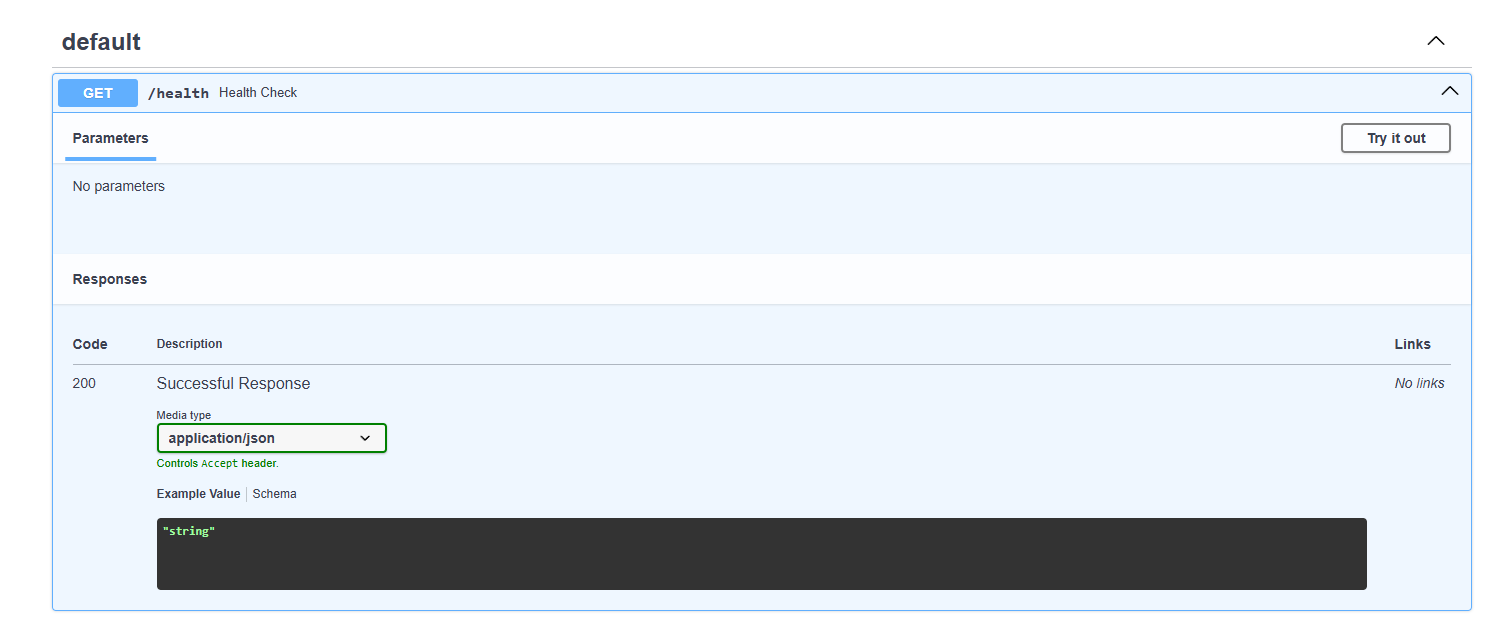 default
GET /health Health Check
Parameters Try it out
No parameters
Responses
Code Description Links
200 Successful Response No links
Media type
application/json
Controls Accept header.
Example Value Schema
"string"